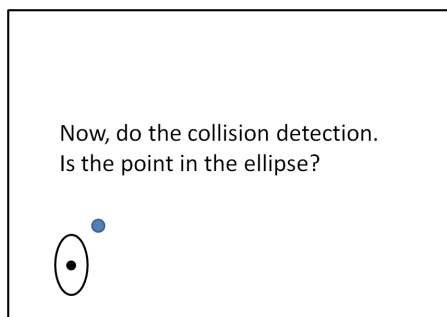 Now, do the collision detection.
Is the point in the ellipse?